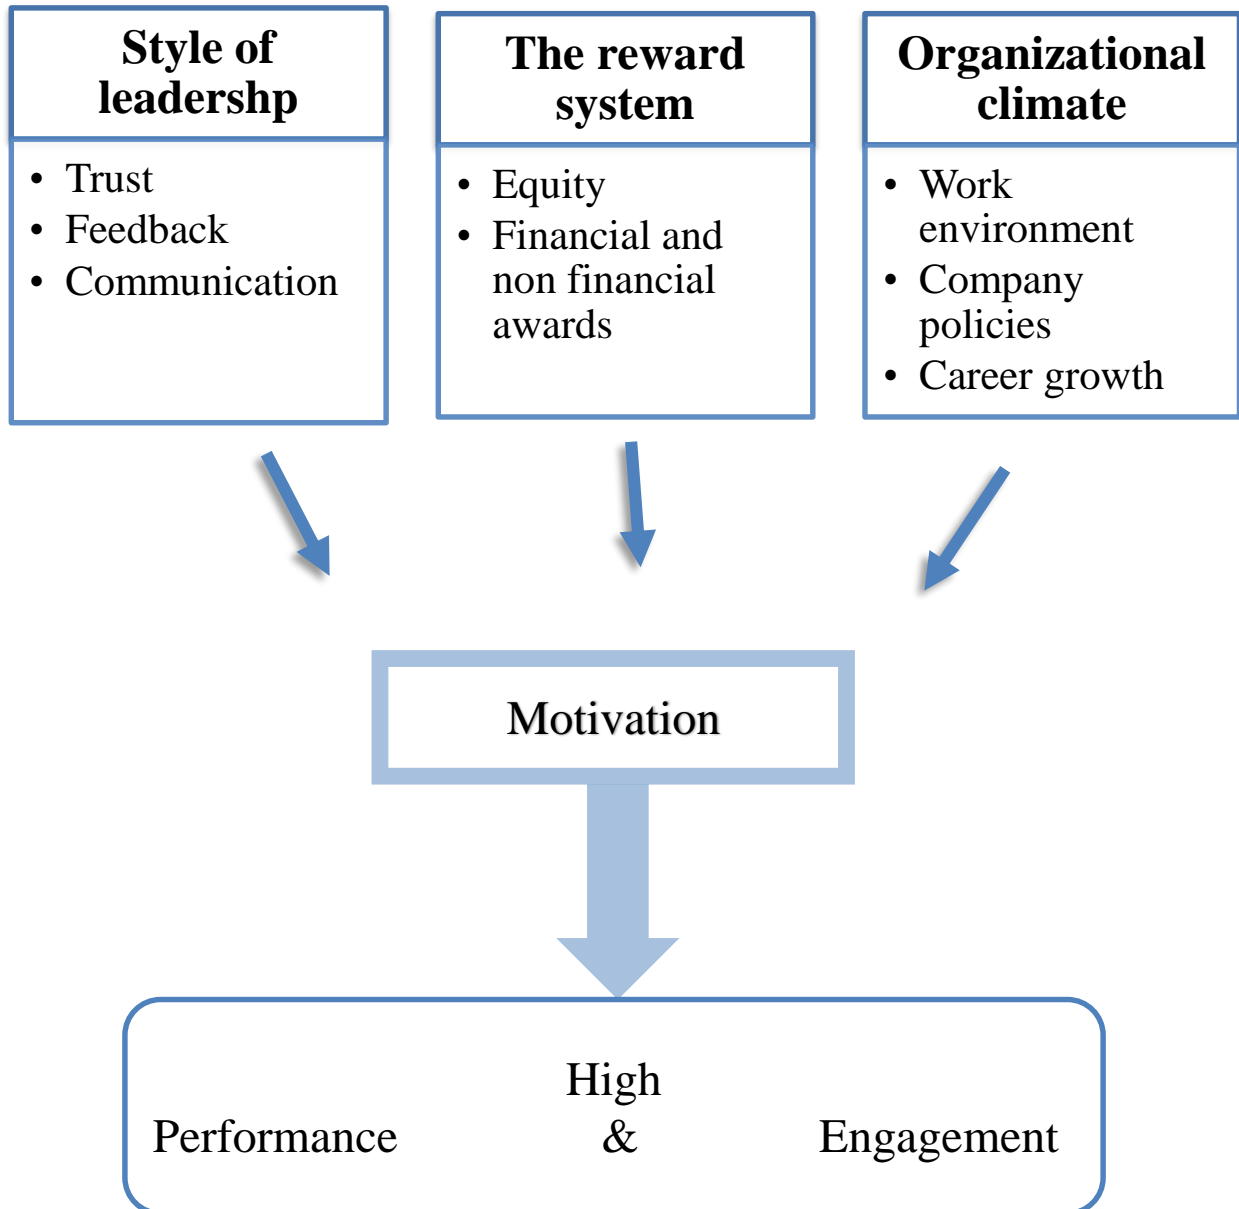 Style of
leadershp
• Trust
• Feedback
• Communication
The reward
system
• Equity
• Financial and
non financial
awards
Organizational
climate
• Work
environment
• Company
policies
• Career growth
Motivation
High
Performance & Engagement